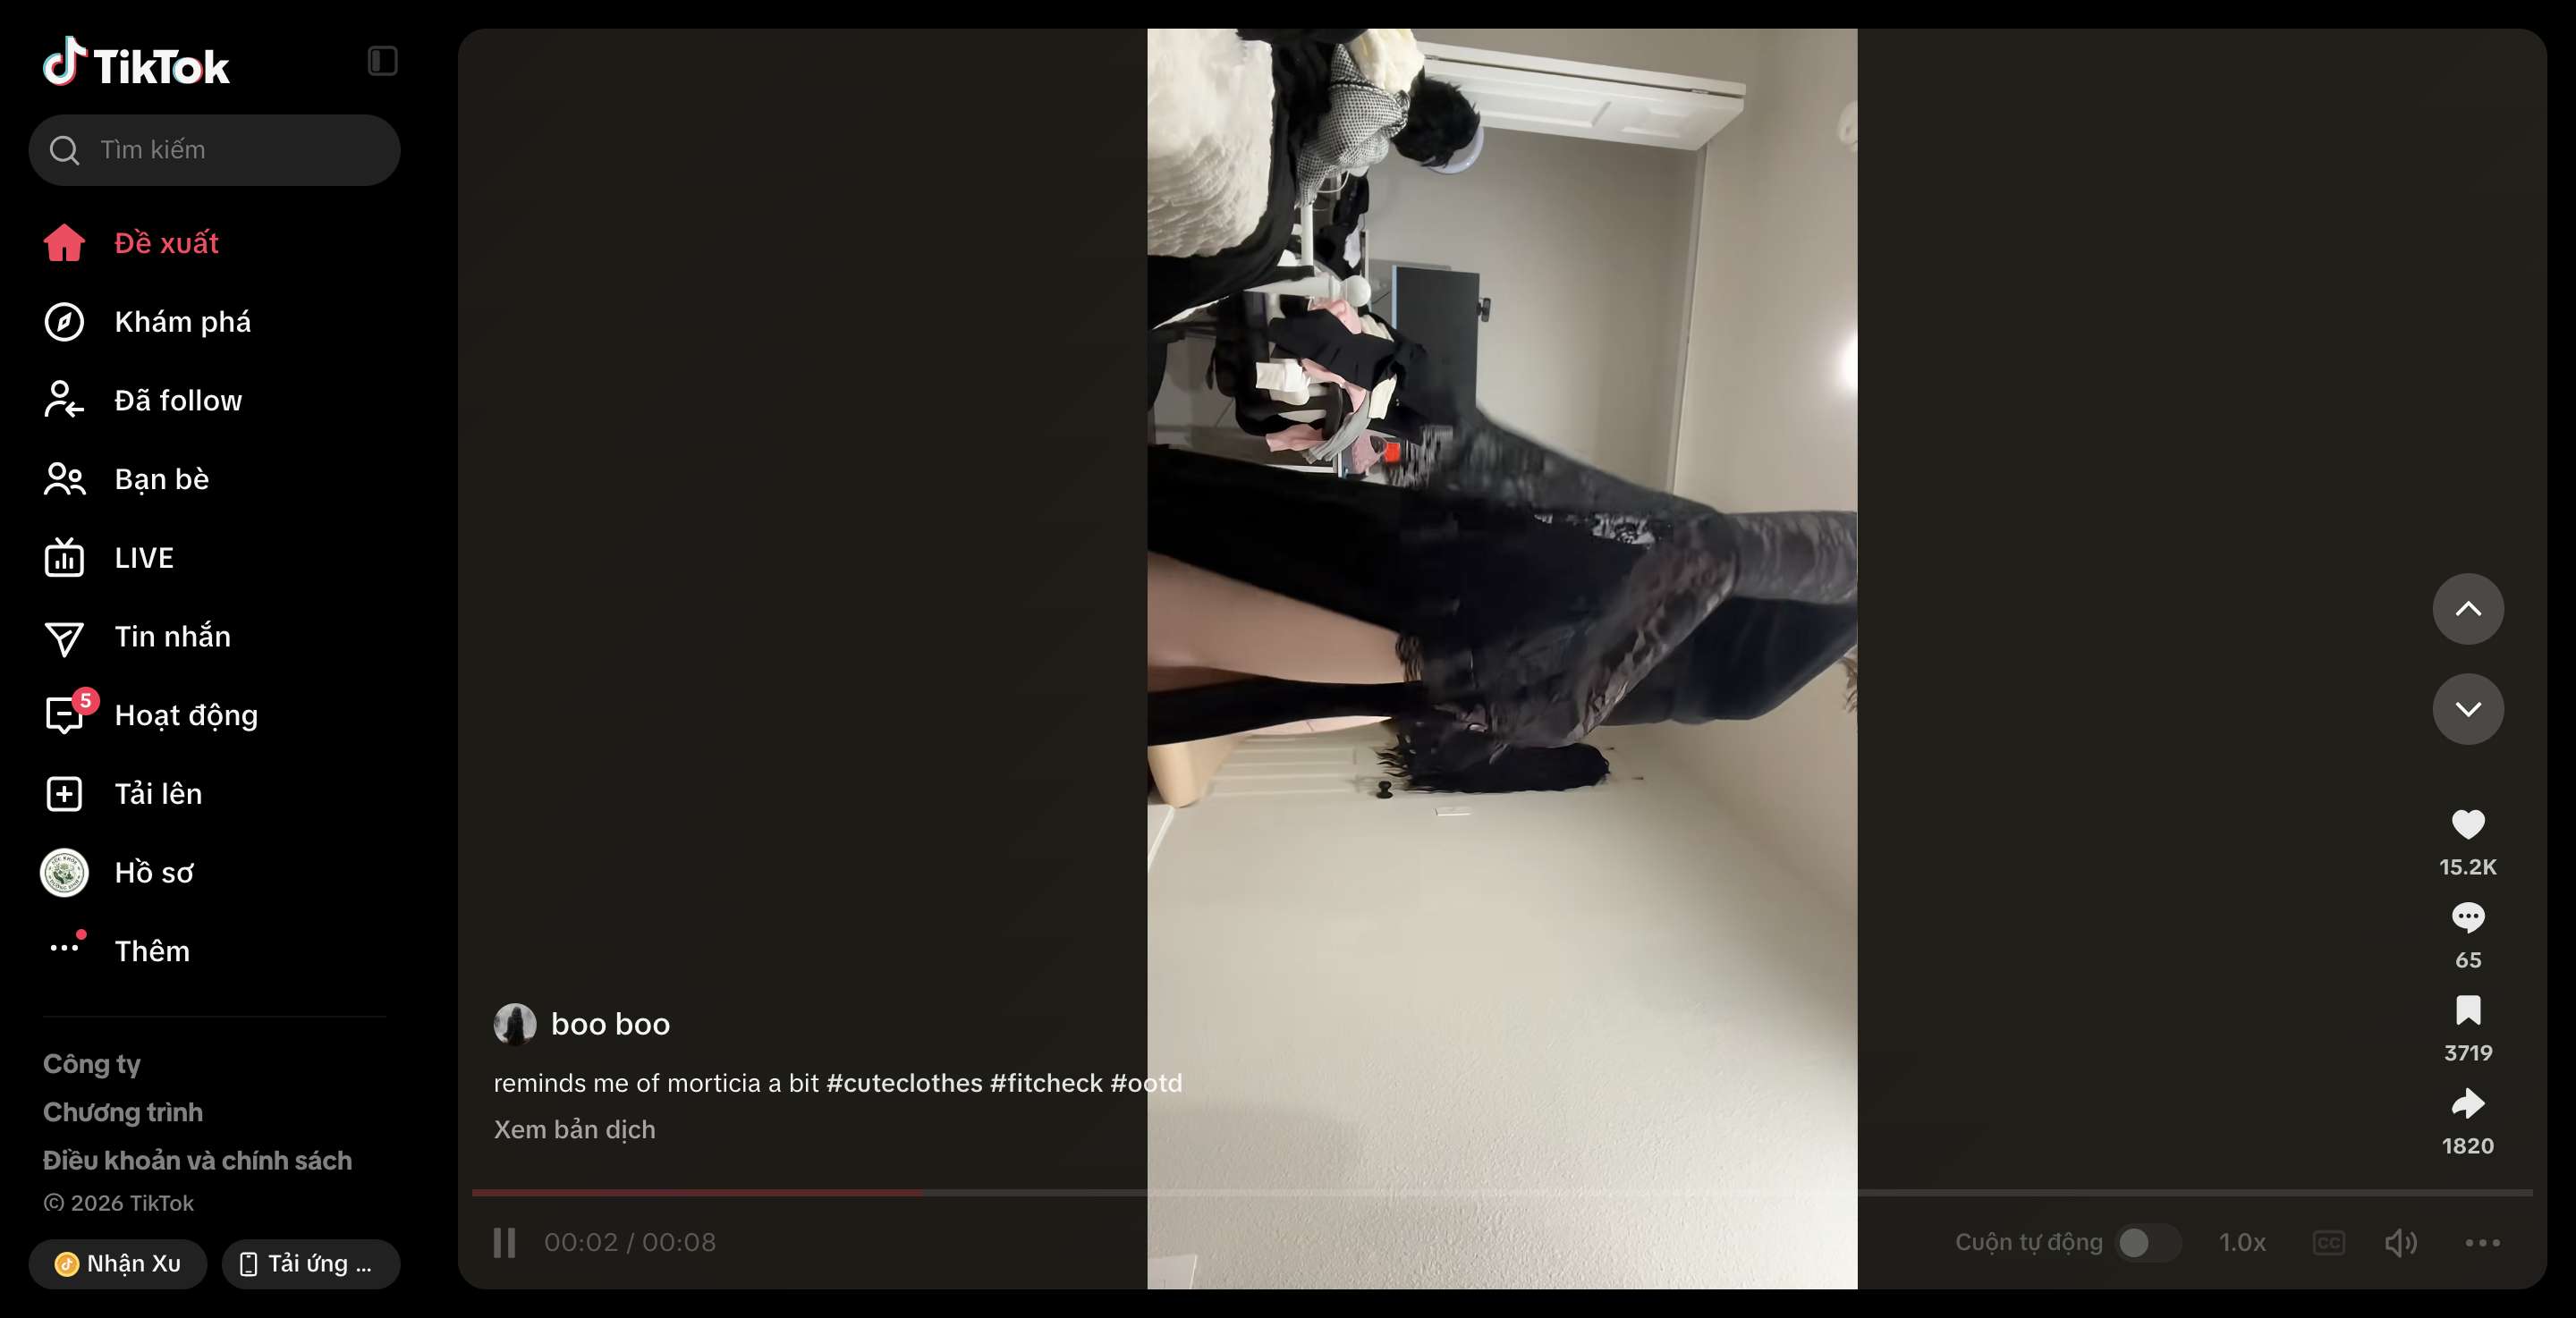 TikTok
Tìm kiếm
Đề xuất
Khám phá
Đã follow
Bạn bè
LIVE
Tin nhắn
5
Hoạt động
Tải lên
Hồ sơ
Thêm
Công ty
Chương trình
Điều khoản và chính sách
© 2026 TikTok
Nhận Xu
Tải ứng ...
boo boo
reminds me of morticia a bit #cuteclothes #fitcheck #ootd
Xem bản dịch
00:02 / 00:08
15.2K
65
3719
1820
Cuộn tự động
1.0x
CC